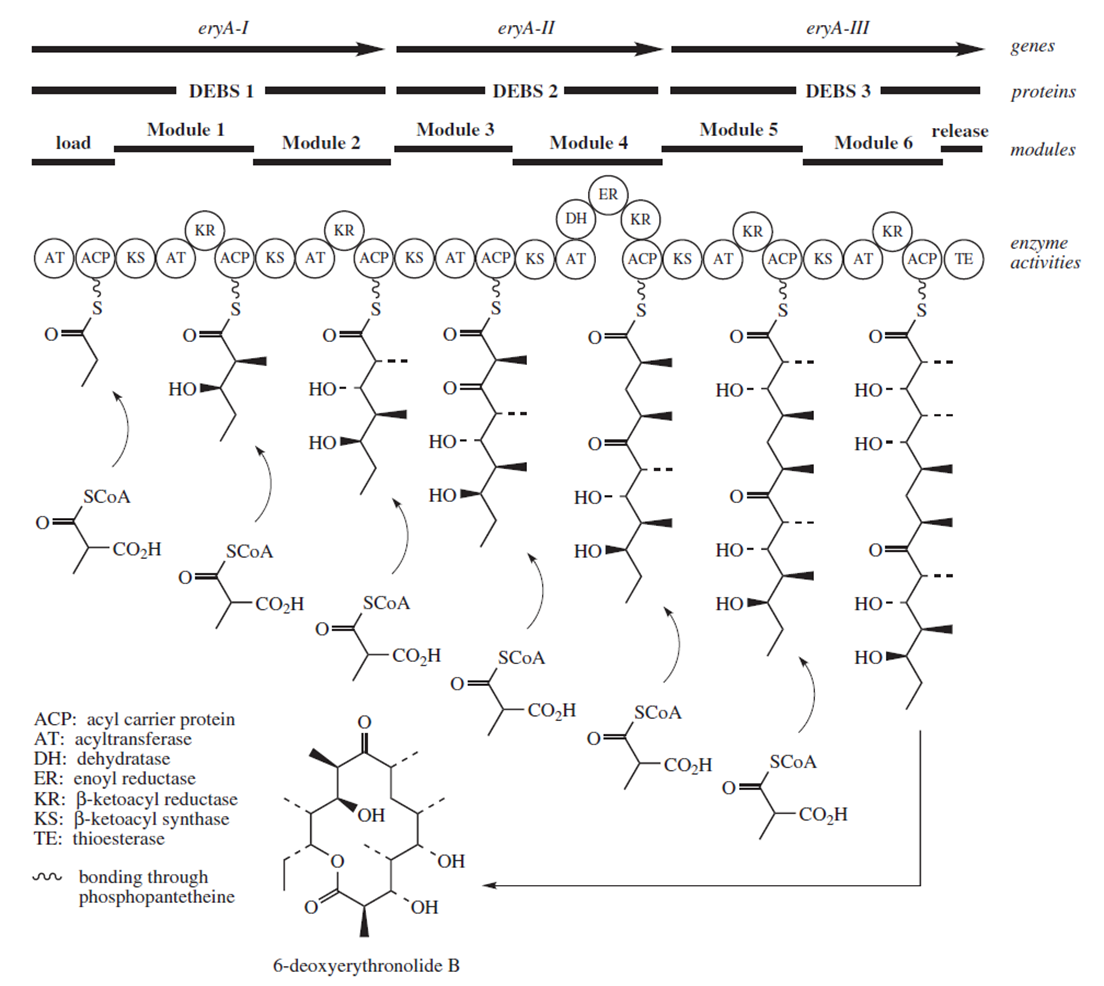 eryA-I eryA-II eryA-III genes
DEBS 1 DEBS 2 DEBS 3 proteins
load Module 1 Module 2 Module 3 Module 4 Module 5 Module 6 release modules
ER
DH KR
KR KR KR KR
AT ACP KS AT ACP KS AT ACP KS AT ACP KS AT ACP KS AT ACP KS AT ACP TE enzyme
activities
S S S S S S S
O O O O O O O
HO HO O HO HO
HO HO O O HO
HO HO O
HO HO HO
HO HO
HO
SCoA
O
CO2H
SCoA
O
CO2H
SCoA
O
CO2H
SCoA
O
CO2H
SCoA
O
CO2H
SCoA
O
CO2H
ACP: acyl carrier protein
AT: acyltransferase
DH: dehydratase
ER: enoyl reductase
KR: β-ketoacyl reductase
KS: β-ketoacyl synthase
TE: thioesterase
bonding through
phosphopantetheine
O
OH
O OH
O OH
6-deoxyerythronolide B